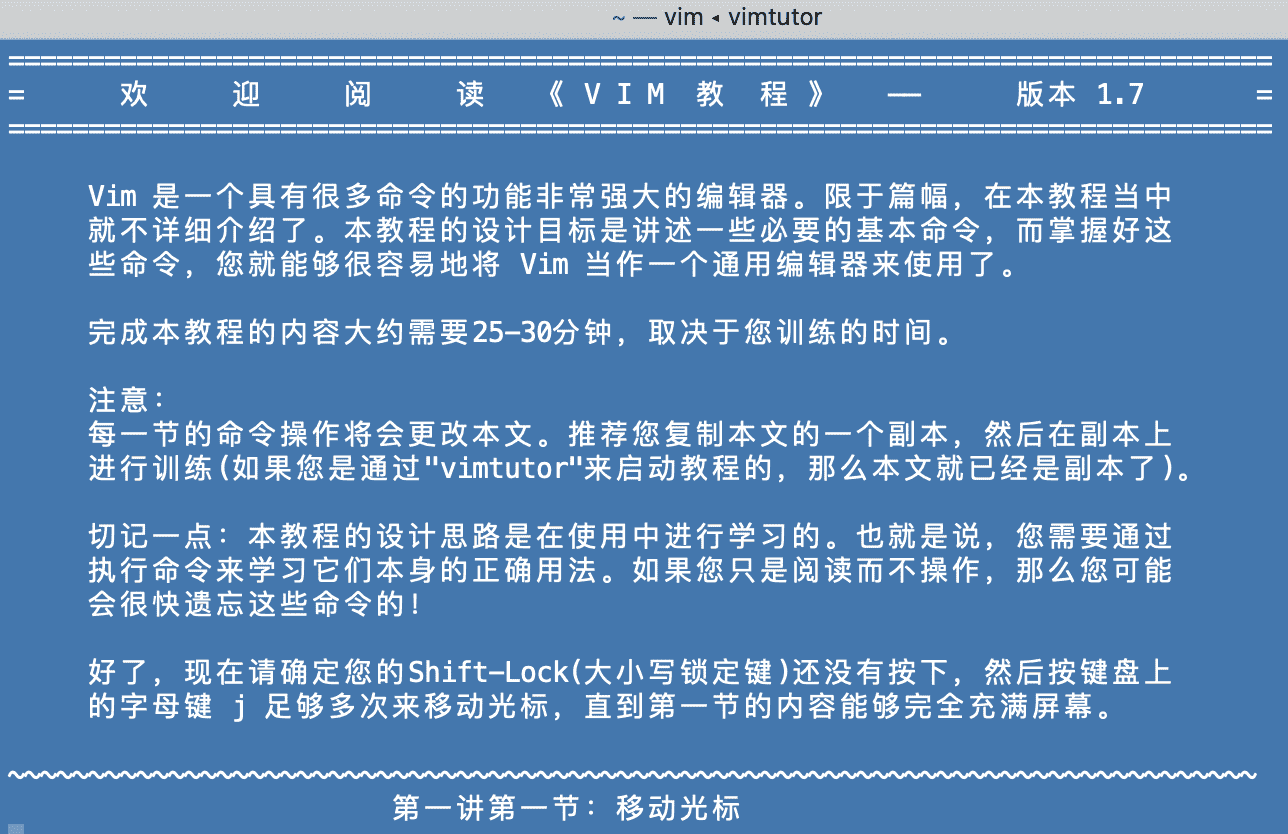 ~ — vim ◂ vimtutor
===============================================================================
=      欢     迎     阅     读   《 V I M  教  程 》   ——      版本 1.7       =
===============================================================================
Vim 是一个具有很多命令的功能非常强大的编辑器。限于篇幅，在本教程当中
就不详细介绍了。本教程的设计目标是讲述一些必要的基本命令，而掌握好这
些命令，您就能够很容易地将 Vim 当作一个通用编辑器来使用了。
完成本教程的内容大约需要25-30分钟，取决于您训练的时间。
注意：
每一节的命令操作将会更改本文。推荐您复制本文的一个副本，然后在副本上
进行训练(如果您是通过"vimtutor"来启动教程的，那么本文就已经是副本了)。
切记一点：本教程的设计思路是在使用中进行学习的。也就是说，您需要通过
执行命令来学习它们本身的正确用法。如果您只是阅读而不操作，那么您可能
会很快遗忘这些命令的！
好了，现在请确定您的Shift-Lock(大小写锁定键)还没有按下，然后按键盘上
的字母键 j 足够多次来移动光标，直到第一节的内容能够完全充满屏幕。
~~~~~~~~~~~~~~~~~~~~~~~~~~~~~~~~~~~~~~~~~~~~~~~~~~~~~~~~~~~~~~~~~~~~~~~~~~~~~~
第一讲第一节：移动光标